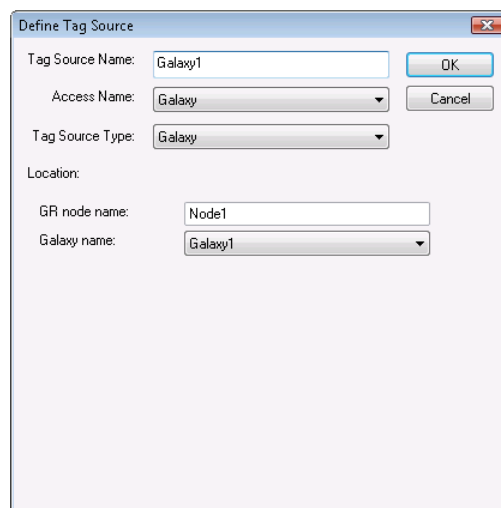 Define Tag Source
Tag Source Name: Galaxy1 OK
Access Name: Galaxy Cancel
Tag Source Type: Galaxy
Location:
GR node name: Node1
Galaxy name: Galaxy1